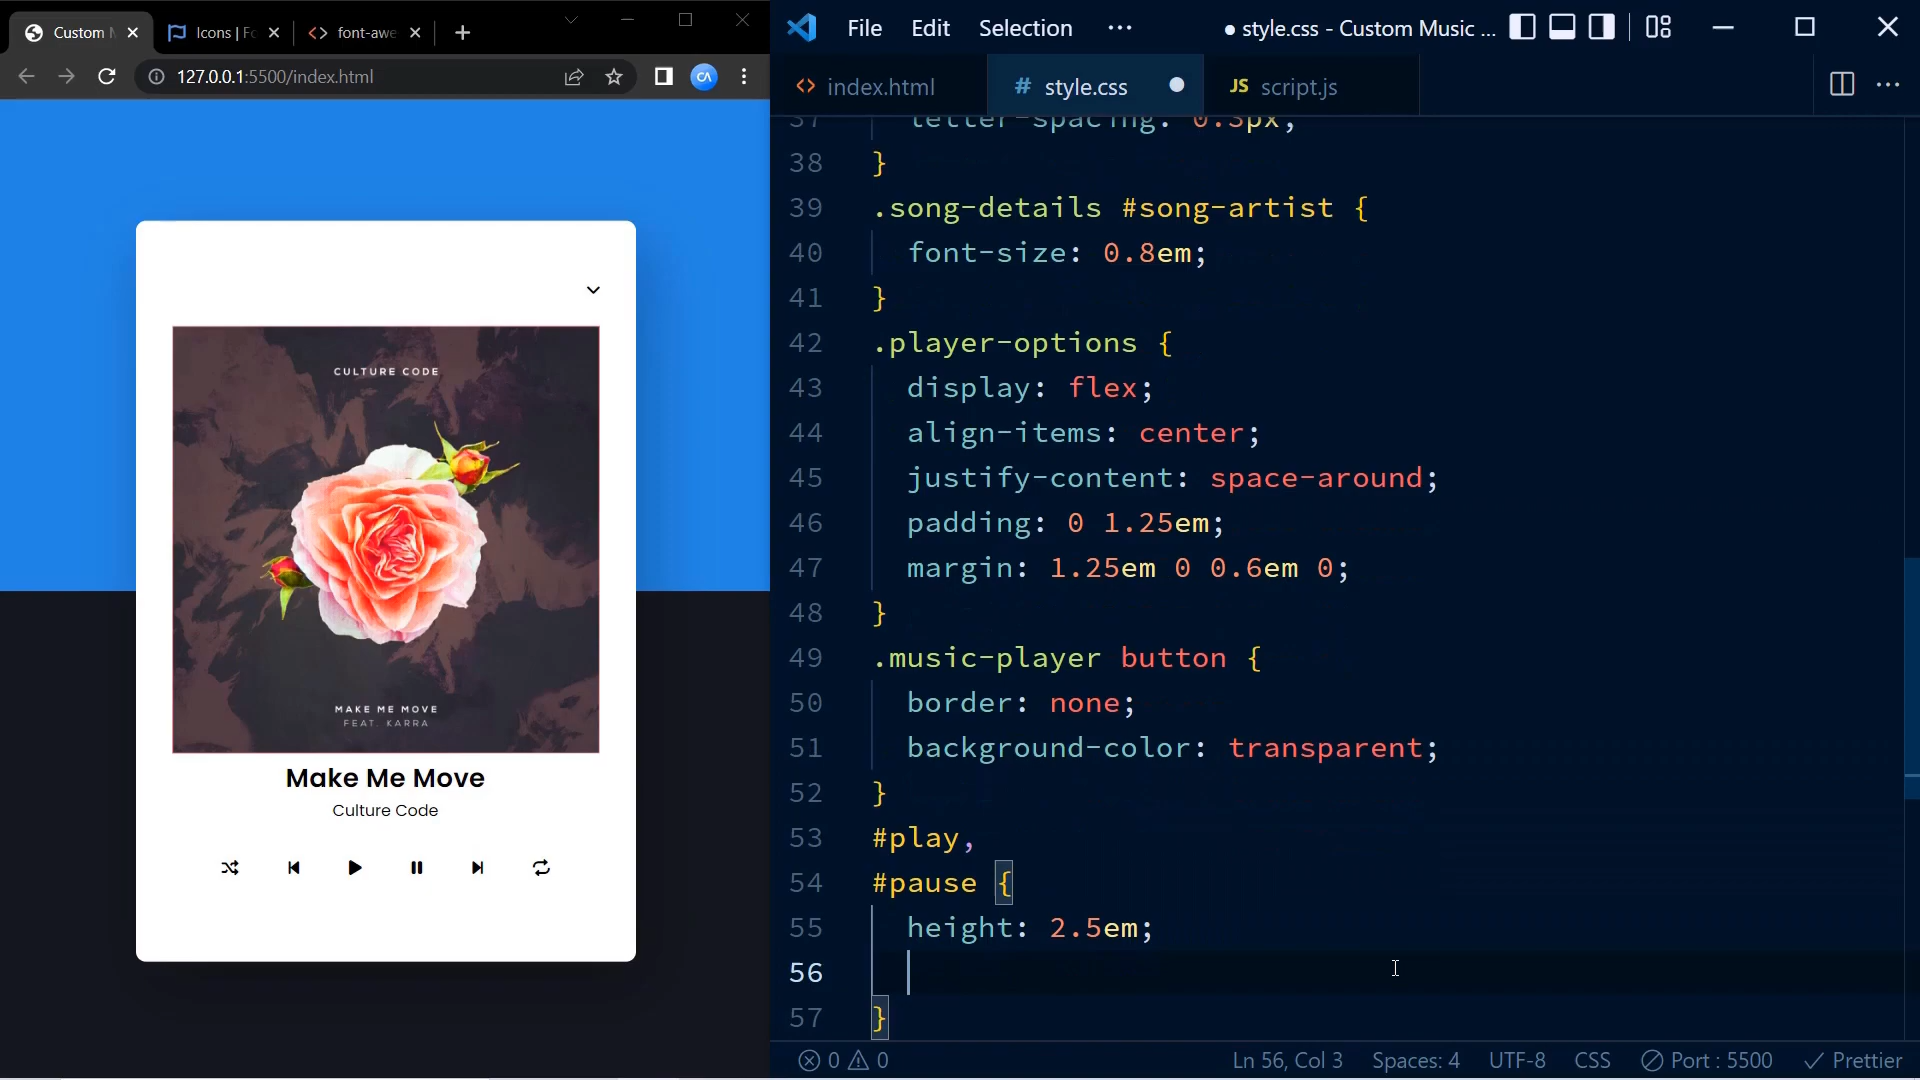 Custom
Icons | Fo
font-awe
127.0.0.1:5500/index.html
CA
CULTURE CODE
MAKE ME MOVE
FEAT. KARRA
Make Me Move
Culture Code
File Edit Selection ···
● style.css - Custom Music ...
<> index.html
# style.css
JS script.js
37 letter-spacing: 0.3px;
38 }
39 .song-details #song-artist {
40 font-size: 0.8em;
41 }
42 .player-options {
43 display: flex;
44 align-items: center;
45 justify-content: space-around;
46 padding: 0 1.25em;
47 margin: 1.25em 0 0.6em 0;
48 }
49 .music-player button {
50 border: none;
51 background-color: transparent;
52 }
53 #play,
54 #pause {
55 height: 2.5em;
56
57 }
0 0
Ln 56, Col 3 Spaces: 4 UTF-8 CSS Port : 5500 Prettier